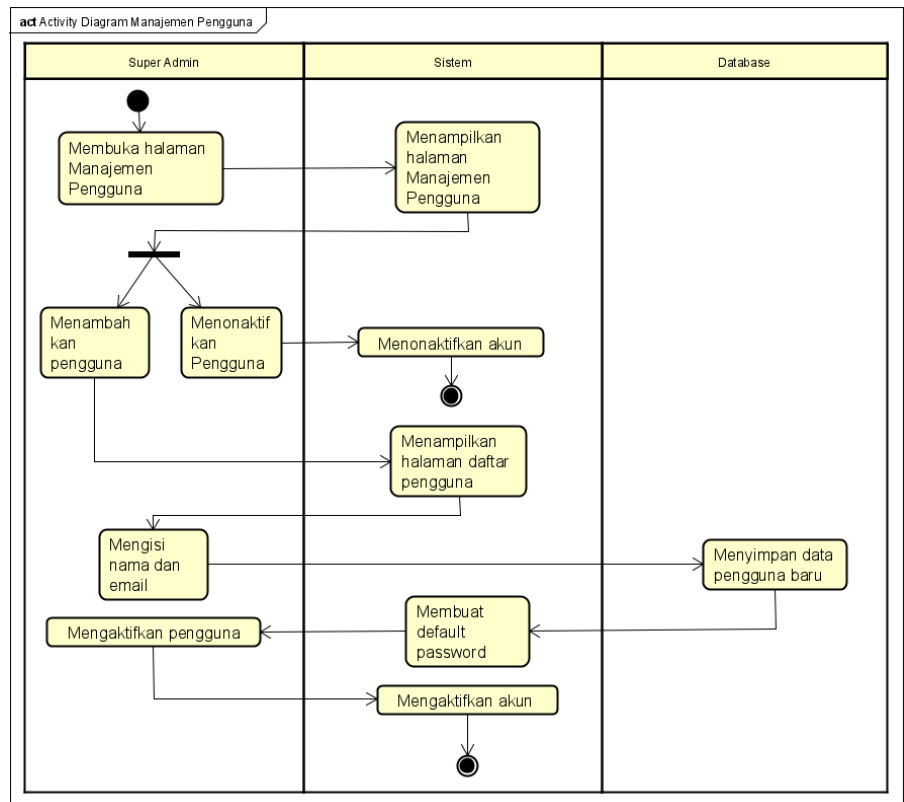 act Activity Diagram Manajemen Pengguna
Super Admin
Sistem
Database
Membuka halaman
Manajemen
Pengguna
Menampilkan
halaman
Manajemen
Pengguna
Menambah
kan
pengguna
Menonaktif
kan
Pengguna
Menonaktifkan akun
Menampilkan
halaman daftar
pengguna
Mengisi
nama dan
email
Menyimpan data
pengguna baru
Membuat
default
password
Mengaktifkan pengguna
Mengaktifkan akun